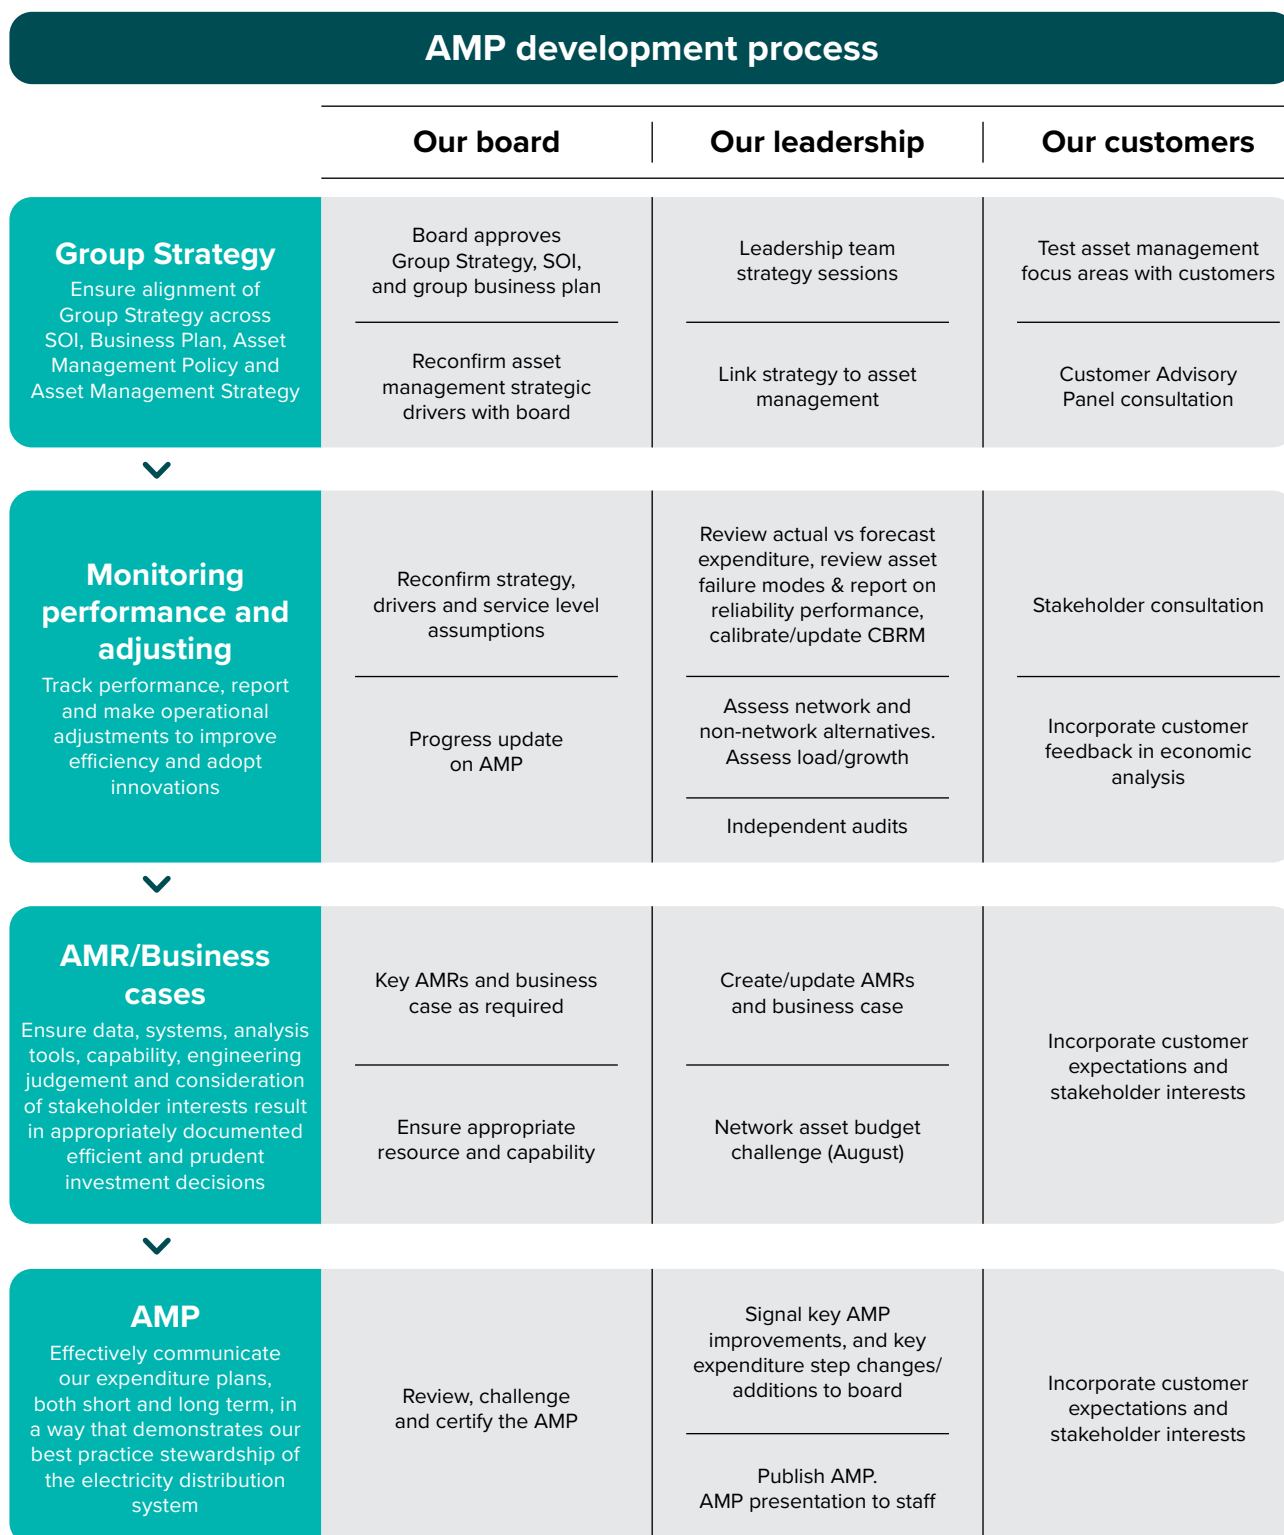 AMP development process
Our board
Our leadership
Our customers
Group Strategy
Ensure alignment of
Group Strategy across
SOI, Business Plan, Asset
Management Policy and
Asset Management Strategy
Board approves
Group Strategy, SOI,
and group business plan
Reconfirm asset
management strategic
drivers with board
Leadership team
strategy sessions
Link strategy to asset
management
Test asset management
focus areas with customers
Customer Advisory
Panel consultation
Monitoring
performance and
adjusting
Track performance, report
and make operational
adjustments to improve
efficiency and adopt
innovations
Reconfirm strategy,
drivers and service level
assumptions
Progress update
on AMP
Review actual vs forecast
expenditure, review asset
failure modes & report on
reliability performance,
calibrate/update CBRM
Assess network and
non-network alternatives.
Assess load/growth
Independent audits
Stakeholder consultation
Incorporate customer
feedback in economic
analysis
AMR/Business
cases
Ensure data, systems, analysis
tools, capability, engineering
judgement and consideration
of stakeholder interests result
in appropriately documented
efficient and prudent
investment decisions
Key AMRs and business
case as required
Ensure appropriate
resource and capability
Create/update AMRs
and business case
Network asset budget
challenge (August)
Incorporate customer
expectations and
stakeholder interests
AMP
Effectively communicate
our expenditure plans,
both short and long term, in
a way that demonstrates our
best practice stewardship of
the electricity distribution
system
Review, challenge
and certify the AMP
Signal key AMP
improvements, and key
expenditure step changes/
additions to board
Publish AMP.
AMP presentation to staff
Incorporate customer
expectations and
stakeholder interests